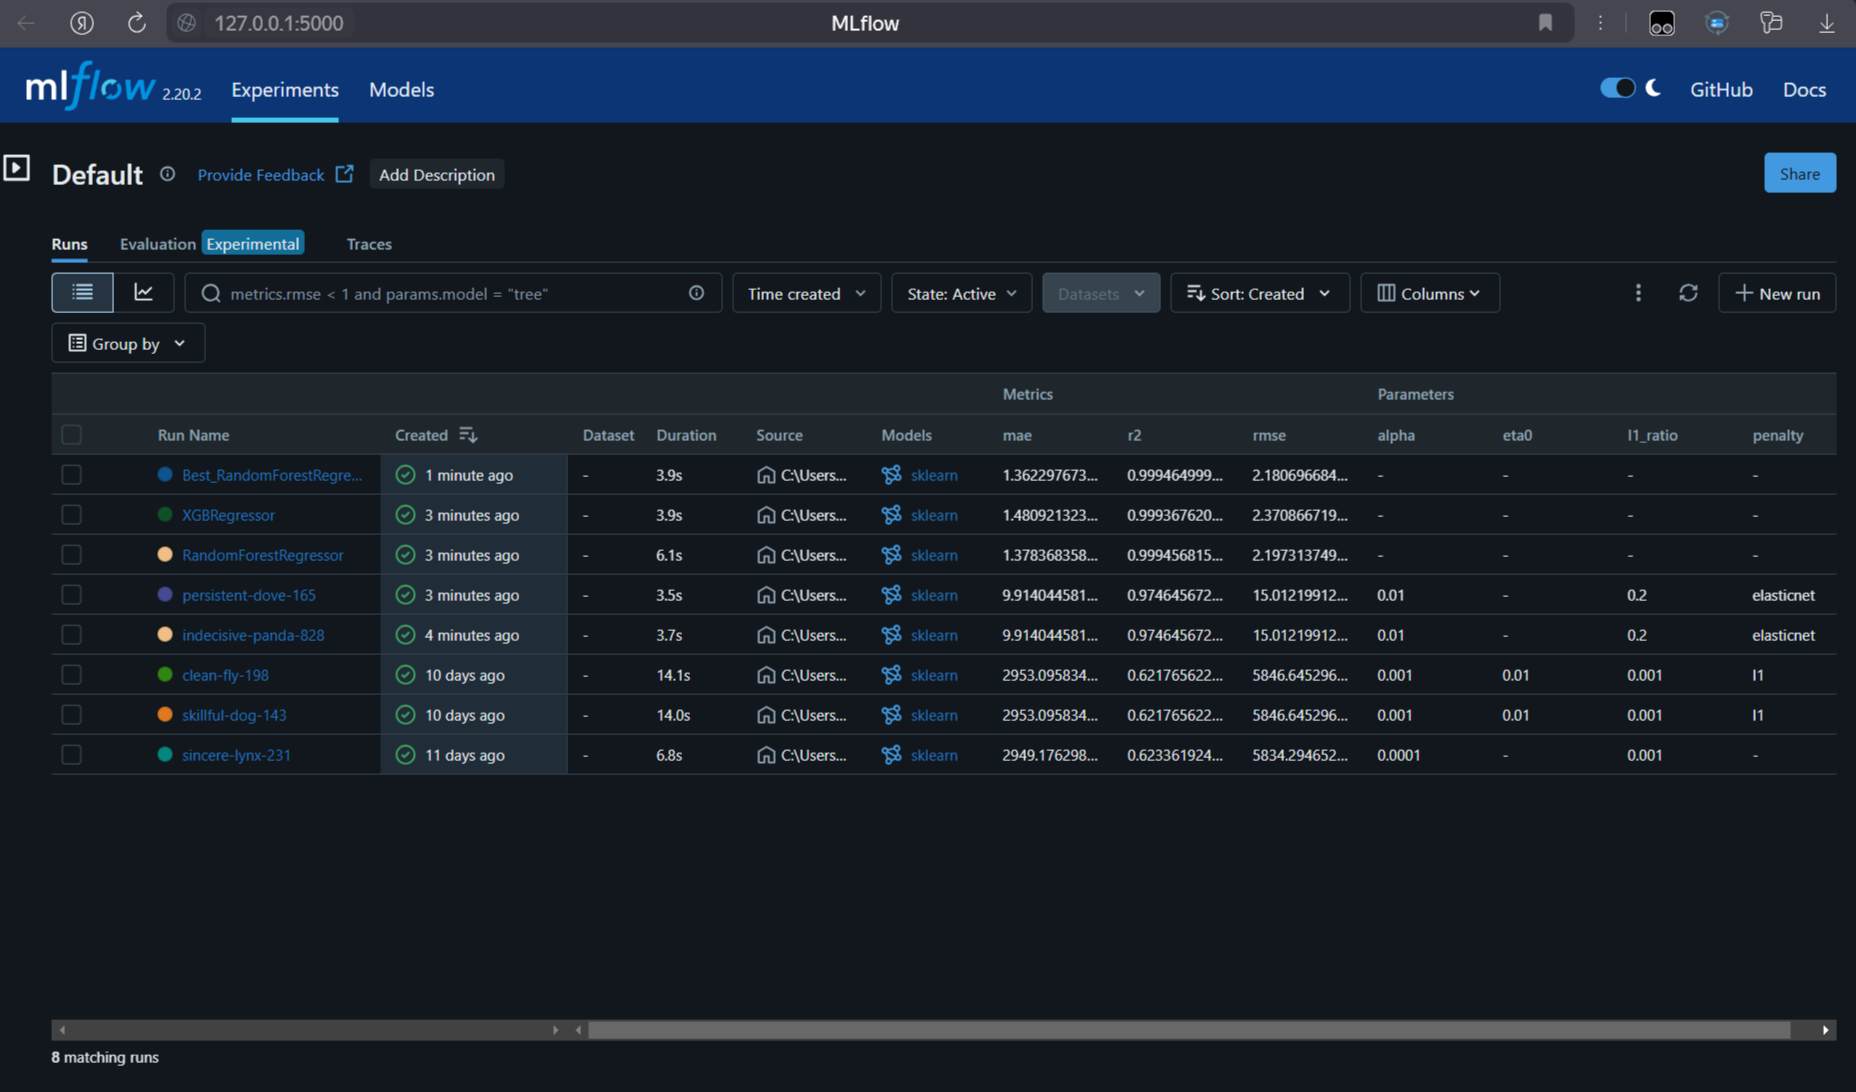 Я 127.0.0.1:5000 MLflow
mlflow 2.20.2 Experiments Models GitHub Docs
Default Provide Feedback Add Description Share
Runs Evaluation Experimental Traces
metrics.rmse < 1 and params.model = "tree" Time created State: Active Datasets Sort: Created Columns New run
Group by
Metrics Parameters
Run Name Created Dataset Duration Source Models mae r2 rmse alpha eta0 l1_ratio penalty
Best_RandomForestRegre... 1 minute ago - 3.9s C:\Users... sklearn 1.362297673... 0.999464999... 2.180696684... - - - -
XGBRegressor 3 minutes ago - 3.9s C:\Users... sklearn 1.480921323... 0.999367620... 2.370866719... - - - -
RandomForestRegressor 3 minutes ago - 6.1s C:\Users... sklearn 1.378368358... 0.999456815... 2.197313749... - - - -
persistent-dove-165 3 minutes ago - 3.5s C:\Users... sklearn 9.914044581... 0.974645672... 15.01219912... 0.01 - 0.2 elasticnet
indecisive-panda-828 4 minutes ago - 3.7s C:\Users... sklearn 9.914044581... 0.974645672... 15.01219912... 0.01 - 0.2 elasticnet
clean-fly-198 10 days ago - 14.1s C:\Users... sklearn 2953.095834... 0.621765622... 5846.645296... 0.001 0.01 0.001 l1
skillful-dog-143 10 days ago - 14.0s C:\Users... sklearn 2953.095834... 0.621765622... 5846.645296... 0.001 0.01 0.001 l1
sincere-lynx-231 11 days ago - 6.8s C:\Users... sklearn 2949.176298... 0.623361924... 5834.294652... 0.0001 - 0.001 -
8 matching runs